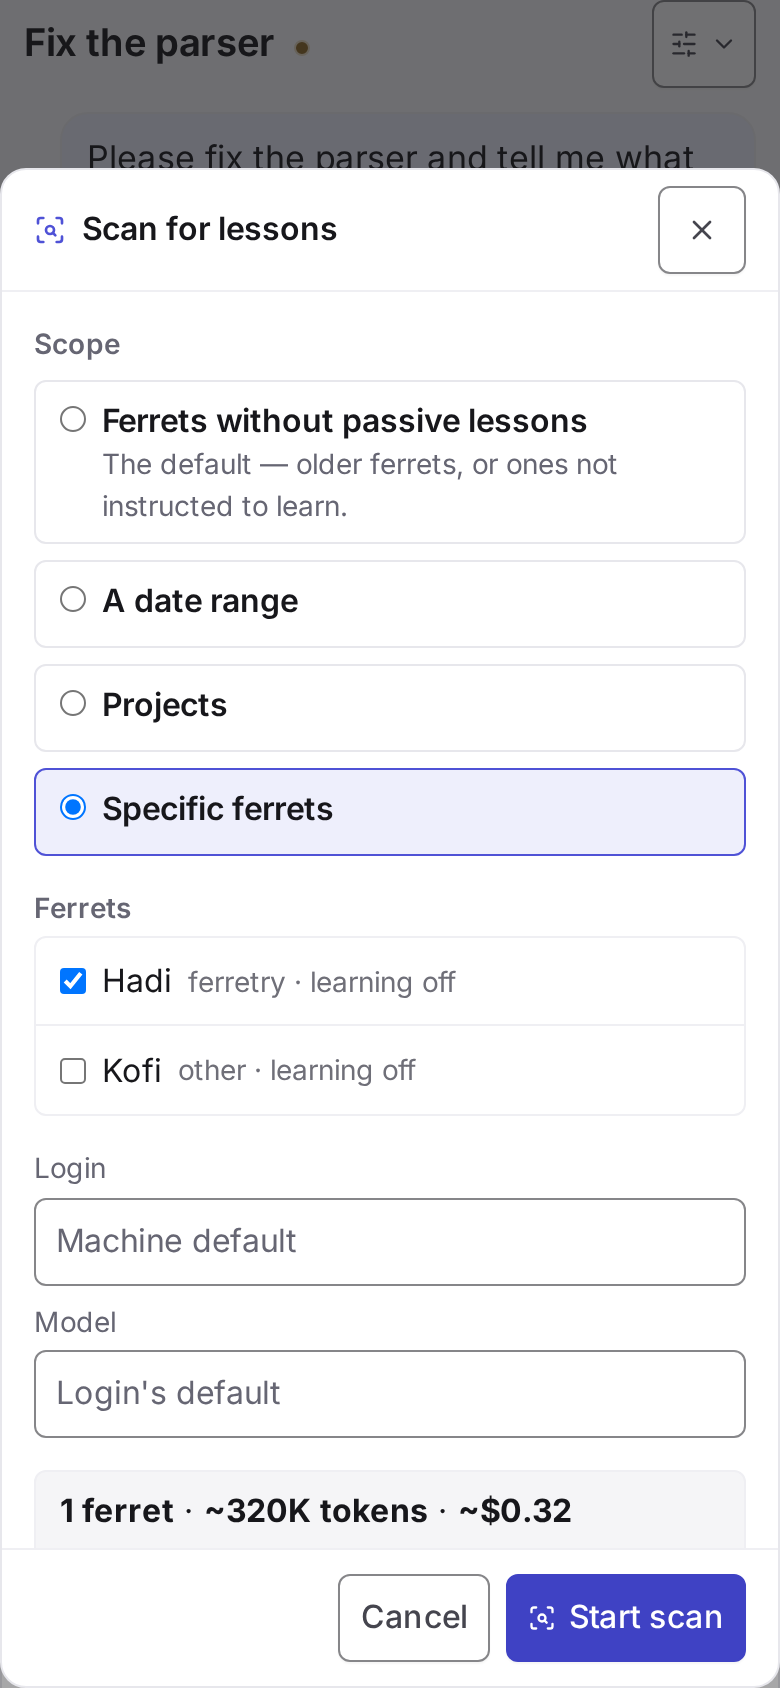 Fix the parser
Please fix the parser and tell me what
Scan for lessons
Scope
Ferrets without passive lessons
The default — older ferrets, or ones not
instructed to learn.
A date range
Projects
Specific ferrets
Ferrets
Hadi ferretry · learning off
Kofi other · learning off
Login
Machine default
Model
Login's default
1 ferret · ~320K tokens · ~$0.32
Cancel
Start scan